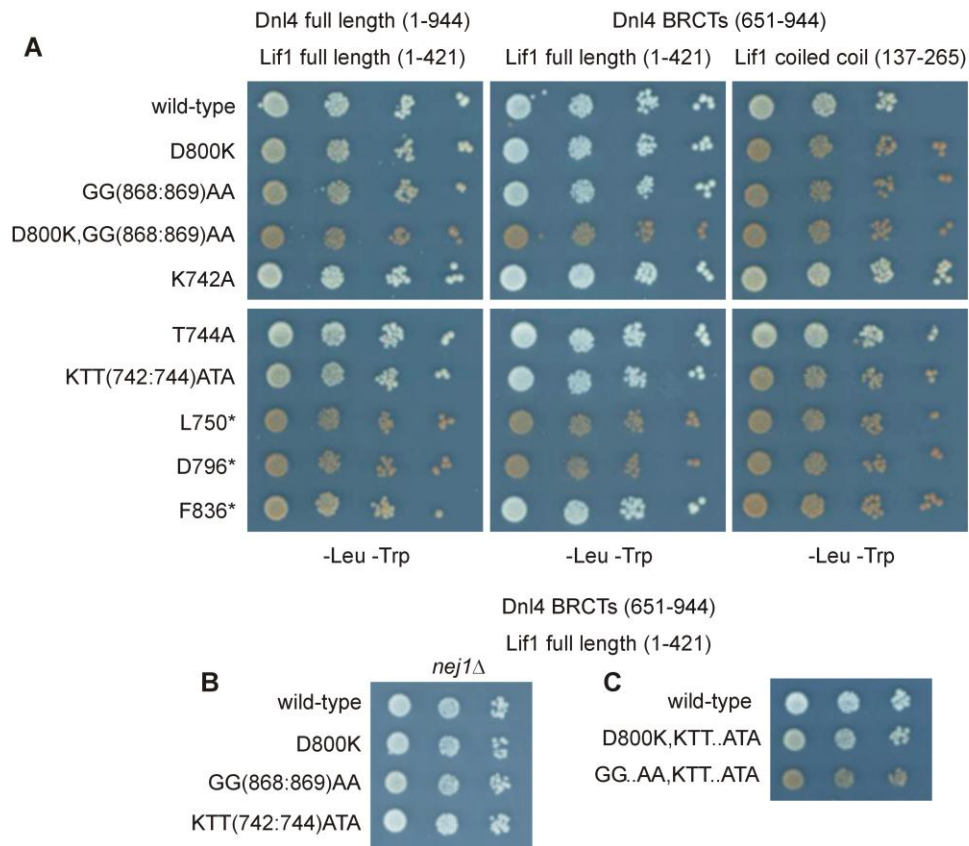 Dnl4 full length (1-944) Dnl4 BRCTs (651-944)
A
Lif1 full length (1-421) Lif1 full length (1-421) Lif1 coiled coil (137-265)
wild-type
D800K
GG(868:869)AA
D800K,GG(868:869)AA
K742A
T744A
KTT(742:744)ATA
L750*
D796*
F836*
-Leu -Trp -Leu -Trp -Leu -Trp
Dnl4 BRCTs (651-944)
Lif1 full length (1-421)
B nej1Δ
wild-type
D800K
GG(868:869)AA
KTT(742:744)ATA
C
wild-type
D800K,KTT..ATA
GG..AA,KTT..ATA